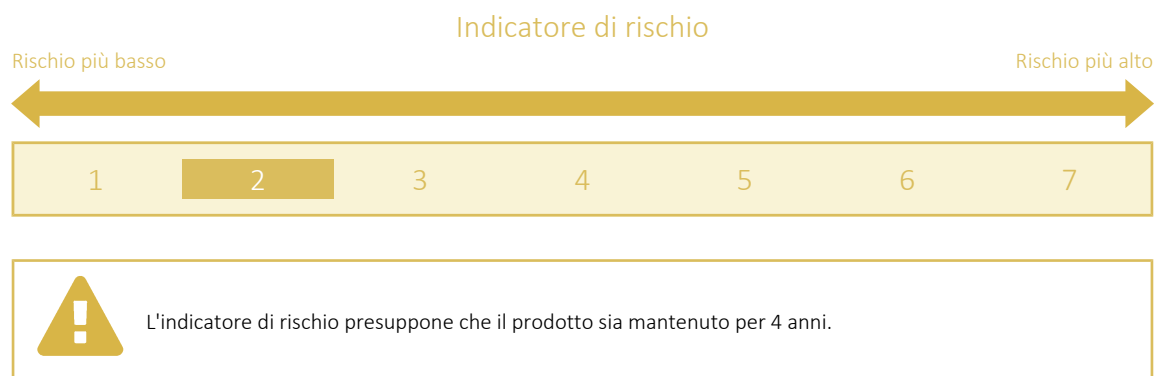 Indicatore di rischio
Rischio più basso
Rischio più alto
1 2 3 4 5 6 7
L'indicatore di rischio presuppone che il prodotto sia mantenuto per 4 anni.